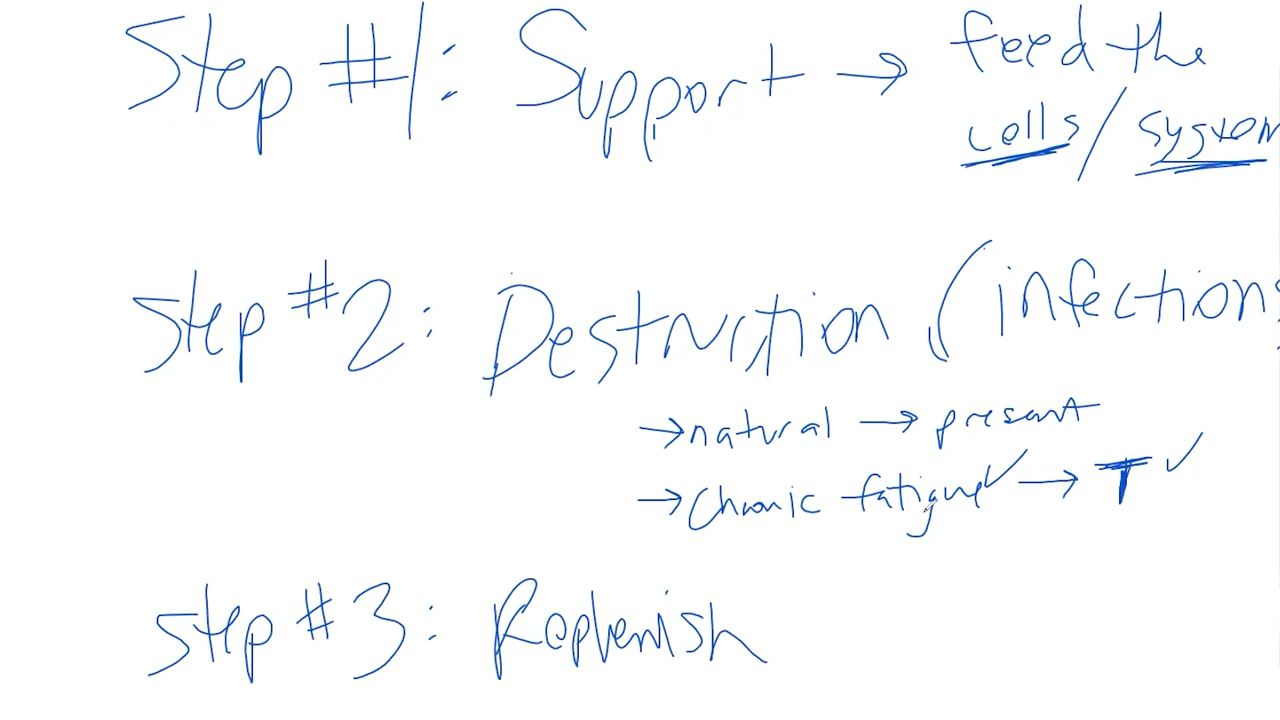 Step #1: Support → feed the
cells/system
Step #2: Destruction (infections
→ natural → present
→ Chronic fatigue ✓ → T ✓
Step #3: Replenish